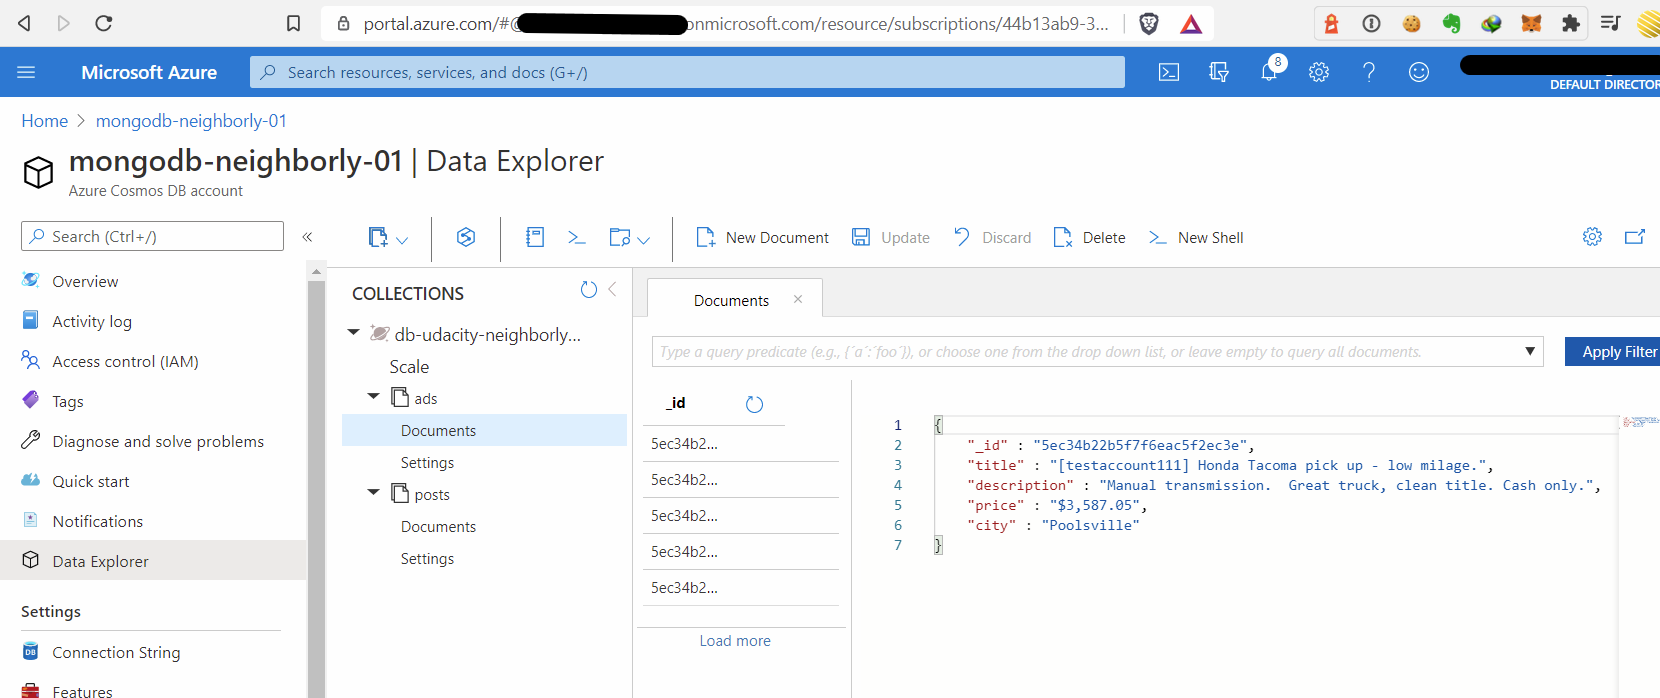 portal.azure.com/#@ onmicrosoft.com/resource/subscriptions/44b13ab9-3...
Microsoft Azure
Search resources, services, and docs (G+/)
8
DEFAULT DIRECTOR
Home > mongodb-neighborly-01
mongodb-neighborly-01 | Data Explorer
Azure Cosmos DB account
Search (Ctrl+/)
«
New Document
Update
Discard
Delete
New Shell
Overview
Activity log
Access control (IAM)
Tags
Diagnose and solve problems
Quick start
Notifications
Data Explorer
Settings
Connection String
Features
COLLECTIONS
db-udacity-neighborly...
Scale
ads
Documents
Settings
posts
Documents
Settings
Documents
Type a query predicate (e.g., {´a´:´foo´}), or choose one from the drop down list, or leave empty to query all documents.
Apply Filter
_id
5ec34b2...
5ec34b2...
5ec34b2...
5ec34b2...
5ec34b2...
Load more
1 {
2 "_id" : "5ec34b22b5f7f6eac5f2ec3e",
3 "title" : "[testaccount111] Honda Tacoma pick up - low milage.",
4 "description" : "Manual transmission.  Great truck, clean title. Cash only.",
5 "price" : "$3,587.05",
6 "city" : "Poolsville"
7 }